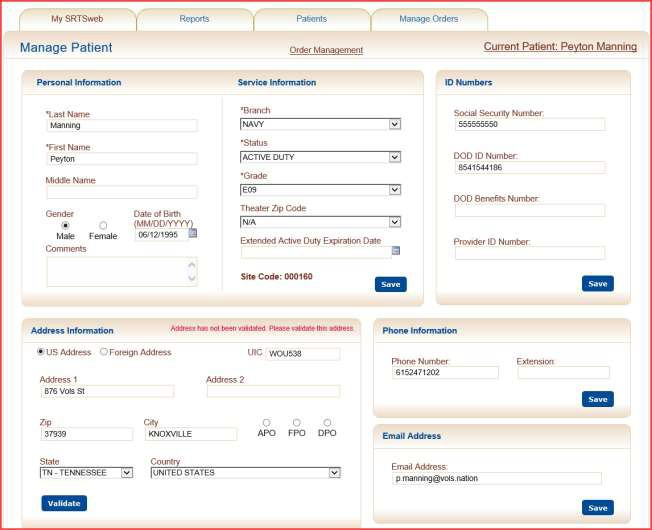 My SRTSweb Reports Patients Manage Orders
Manage Patient Order Management Current Patient: Peyton Manning
Personal Information
*Last Name
Manning
*First Name
Peyton
Middle Name
Gender
Male Female
Date of Birth
(MM/DD/YYYY)
06/12/1995
Comments
Service Information
*Branch
NAVY
*Status
ACTIVE DUTY
*Grade
E09
Theater Zip Code
N/A
Extended Active Duty Expiration Date
Site Code: 000160
Save
ID Numbers
Social Security Number:
555555550
DOD ID Number:
8541544186
DOD Benefits Number:
Provider ID Number:
Save
Address Information Address has not been validated. Please validate this address
US Address Foreign Address UIC WOU538
Address 1 Address 2
876 Vols St
Zip City
37939 KNOXVILLE APO FPO DPO
State Country
TN - TENNESSEE UNITED STATES
Validate
Phone Information
Phone Number: Extension:
6152471202
Save
Email Address
Email Address:
p.manning@vols.nation
Save